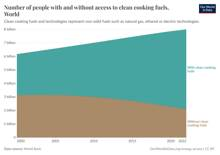 Number of people with and without access to clean cooking fuels,
World
Our World
in Data
Clean cooking fuels and technologies represent non-solid fuels such as natural gas, ethanol or electric technologies.
8 billion
7 billion
6 billion
5 billion
4 billion
3 billion
2 billion
1 billion
0
With clean cooking
fuels
Without clean cooking
fuels
2000
2005
2010
2015
2020
2022
Data source: World Bank
OurWorldInData.org/energy-access | CC BY